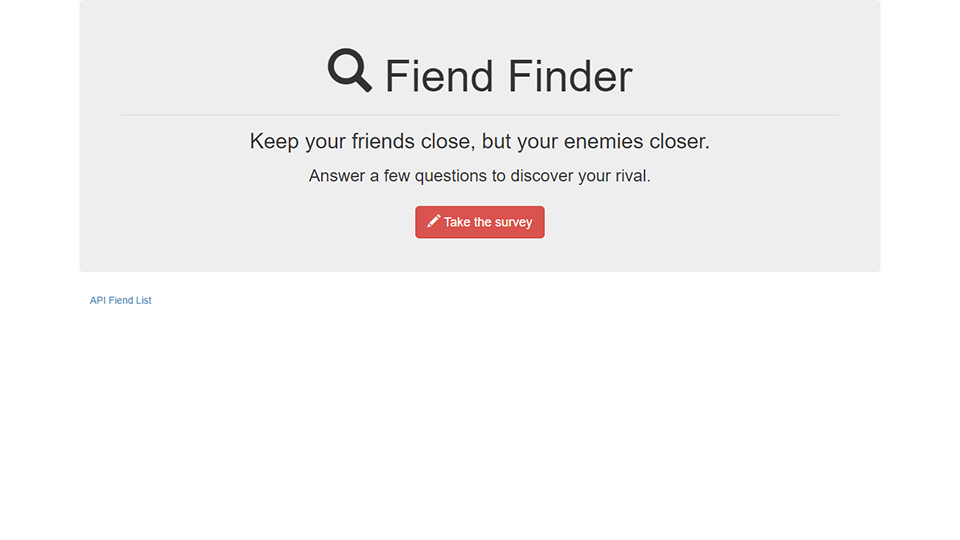 Fiend Finder
Keep your friends close, but your enemies closer.
Answer a few questions to discover your rival.
Take the survey
API Fiend List